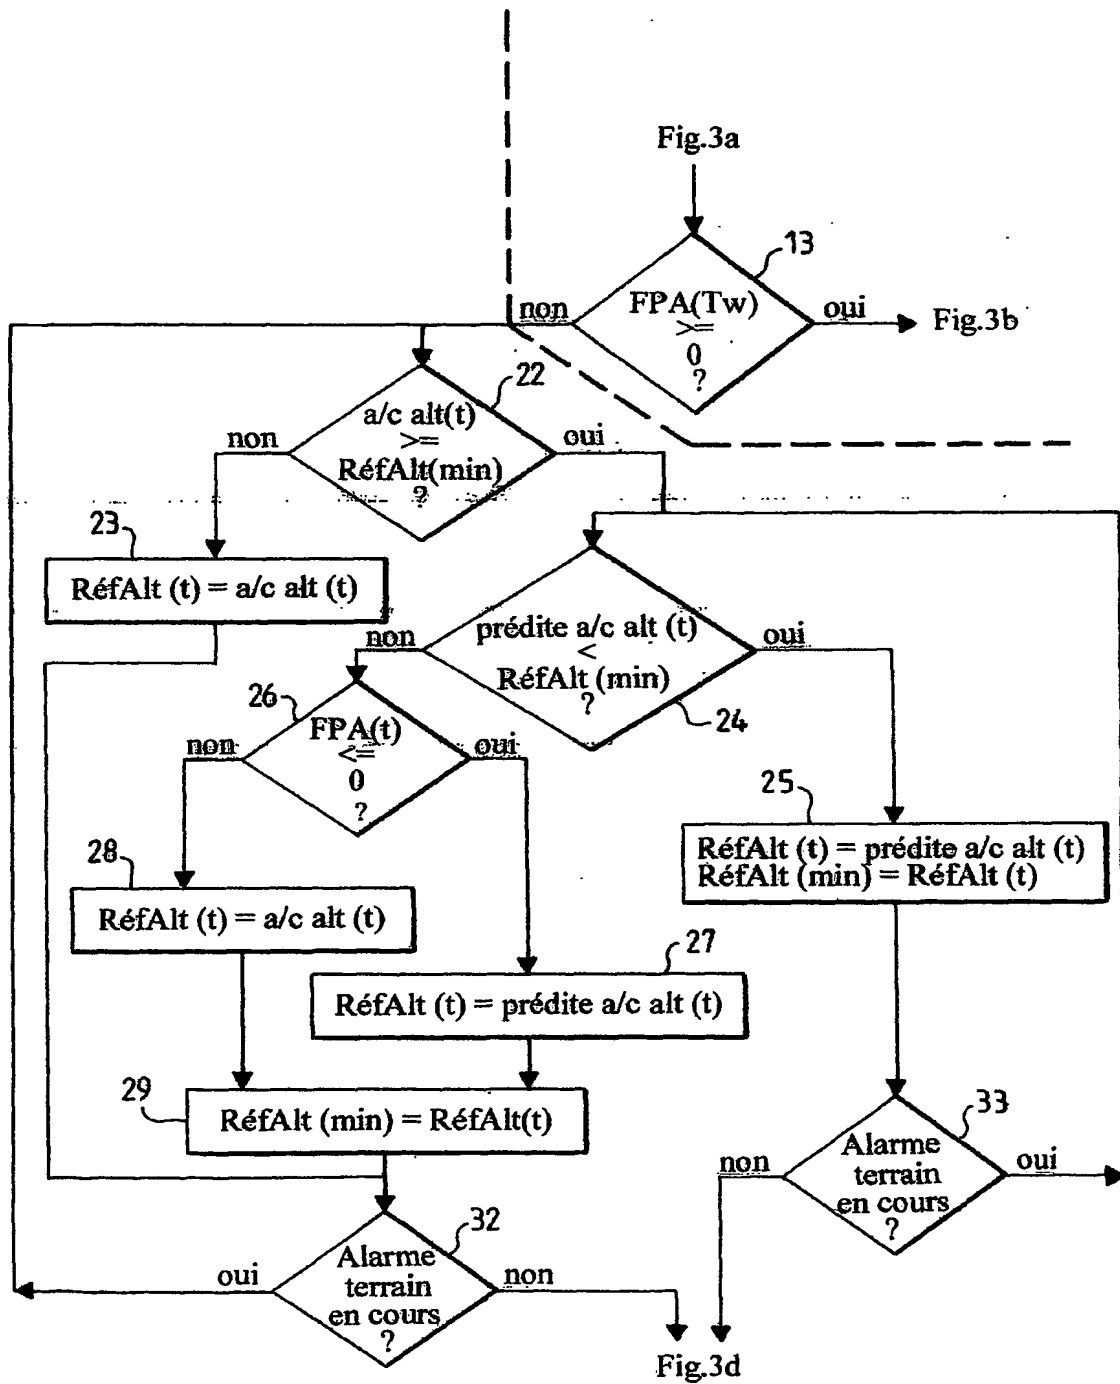 Fig.3a
13
non
FPA(Tw)
>=
0
?
oui
Fig.3b
22
a/c alt(t)
>=
RéfAlt(min)
?
non
oui
23
RéfAlt (t) = a/c alt (t)
prédite a/c alt (t)
<
RéfAlt (min)
?
non
oui
24
26
FPA(t)
<=
0
?
non
oui
25
RéfAlt (t) = prédite a/c alt (t)
RéfAlt (min) = RéfAlt (t)
28
RéfAlt (t) = a/c alt (t)
27
RéfAlt (t) = prédite a/c alt (t)
29
RéfAlt (min) = RéfAlt(t)
33
Alarme
terrain
en cours
?
non
oui
32
Alarme
terrain
en cours
?
oui
non
Fig.3d